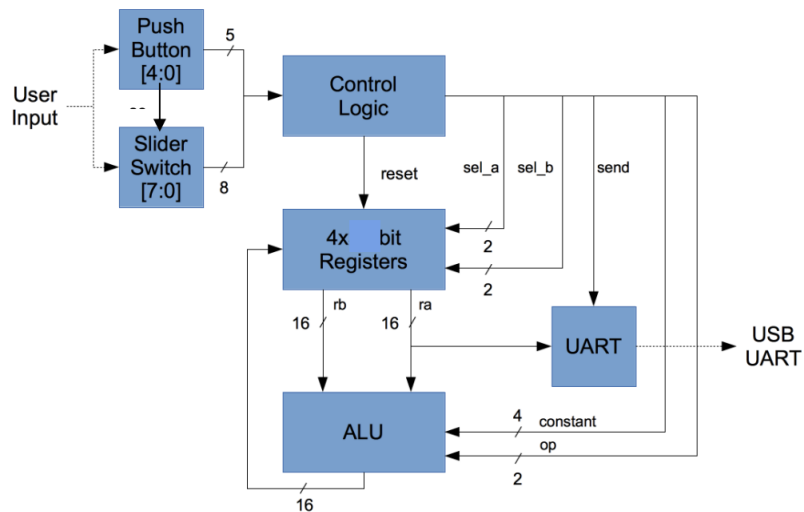 Push
Button
[4:0]
5
User
Input
--
Slider
Switch
[7:0]
8
Control
Logic
reset
sel_a
sel_b
send
4x bit
Registers
2
2
rb
ra
16
16
UART
USB
UART
ALU
4
constant
op
2
16